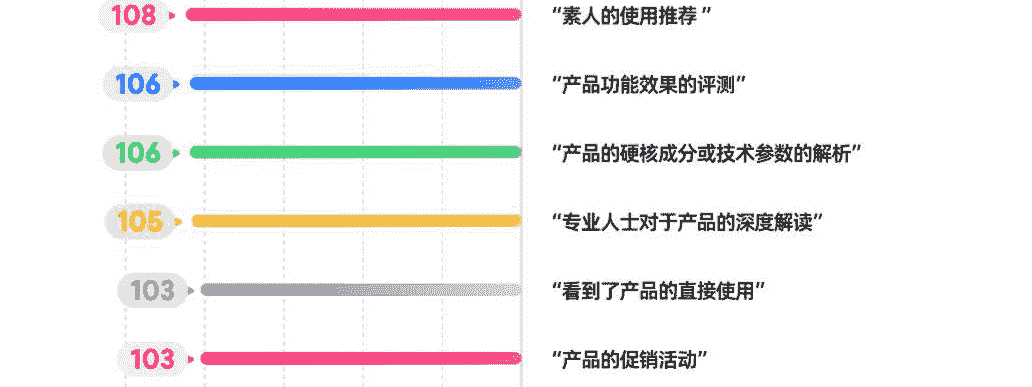 108 “素人的使用推荐 ”
106 “产品功能效果的评测”
106 “产品的硬核成分或技术参数的解析”
105 “专业人士对于产品的深度解读”
103 “看到了产品的直接使用”
103 “产品的促销活动”